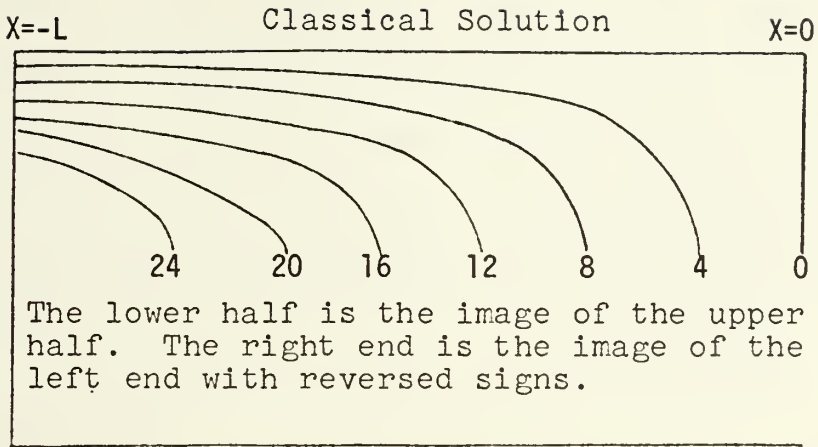 Classical Solution
X=-L X=0
24 20 16 12 8 4 0
The lower half is the image of the upper
half. The right end is the image of the
left end with reversed signs.